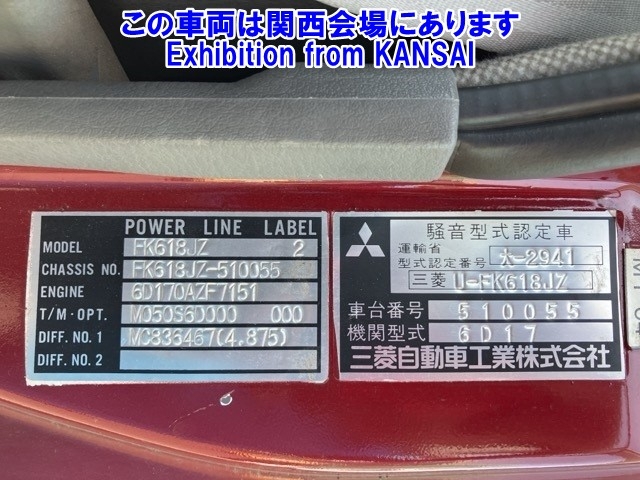 この車両は関西会場にあります
Exhibition from KANSAI
POWER LINE LABEL
MODEL FK618JZ 2
CHASSIS NO. FK618JZ-510055
ENGINE 6D170AZF7151
T/M・OPT. M050S6D000 000
DIFF. NO. 1 MC836467(4,875)
DIFF. NO. 2
騒音型式認定車
運輸省
型式認定番号 大-2941
三菱 U-FK618JZ
車台番号 510055
機関型式 6D17
三菱自動車工業株式会社